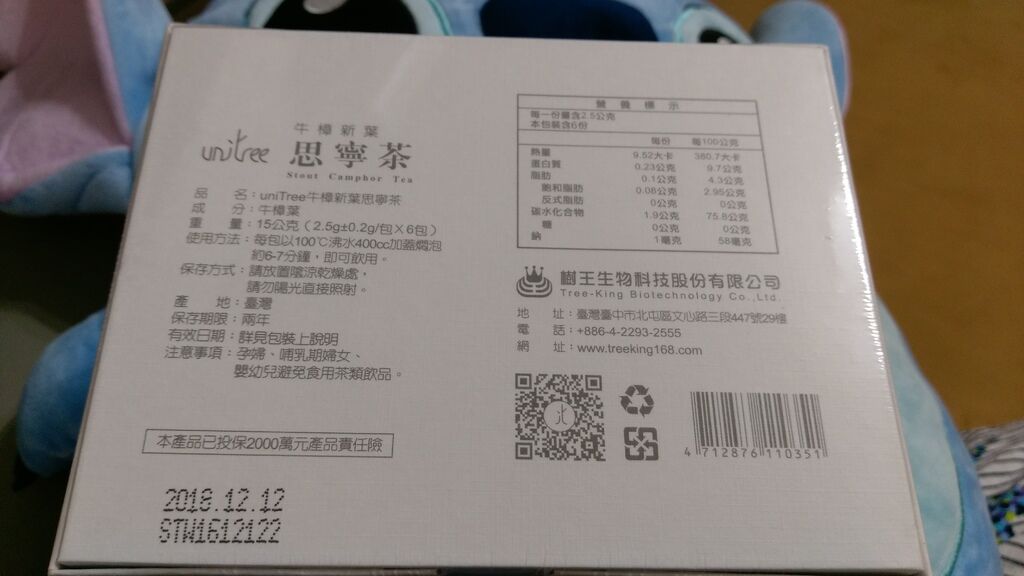 牛樟新葉
uniTree 思寧茶
Stout Camphor Tea
品名：uniTree牛樟新葉思寧茶
成分：牛樟葉
重量：15公克（2.5g±0.2g/包×6包）
使用方法：每包以100℃沸水400cc加蓋燜泡
約6-7分鐘，即可飲用。
保存方式：請放置陰涼乾燥處，
請勿陽光直接照射。
產地：臺灣
保存期限：兩年
有效日期：詳見包裝上說明
注意事項：孕婦、哺乳期婦女、
嬰幼兒避免食用茶類飲品。
本產品已投保2000萬元產品責任險
2018.12.12
STW1612122
營養標示
每一份量含2.5公克
本包裝含6份
每份 每100公克
熱量 9.52大卡 380.7大卡
蛋白質 0.23公克 9.7公克
脂肪 0.1公克 4.3公克
飽和脂肪 0.08公克 2.95公克
反式脂肪 0公克 0公克
碳水化合物 1.9公克 75.8公克
糖 0公克 0公克
鈉 1毫克 58毫克
樹王生物科技股份有限公司
Tree-King Biotechnology Co.,Ltd.
地址：臺灣臺中市北屯區文心路三段447號29樓
電話：+886-4-2293-2555
網址：www.treeking168.com
4 712876 110351